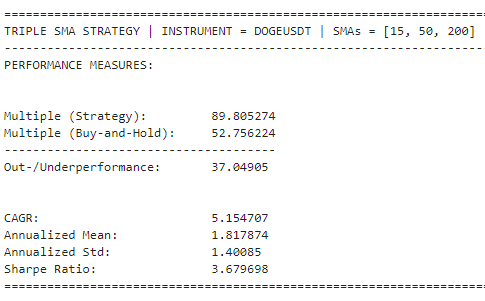 ================================================================
TRIPLE SMA STRATEGY | INSTRUMENT = DOGEUSDT | SMAs = [15, 50, 200]
----------------------------------------------------------------
PERFORMANCE MEASURES:
Multiple (Strategy): 89.805274
Multiple (Buy-and-Hold): 52.756224
--------------------------------------
Out-/Underperformance: 37.04905
CAGR: 5.154707
Annualized Mean: 1.817874
Annualized Std: 1.40085
Sharpe Ratio: 3.679698
================================================================